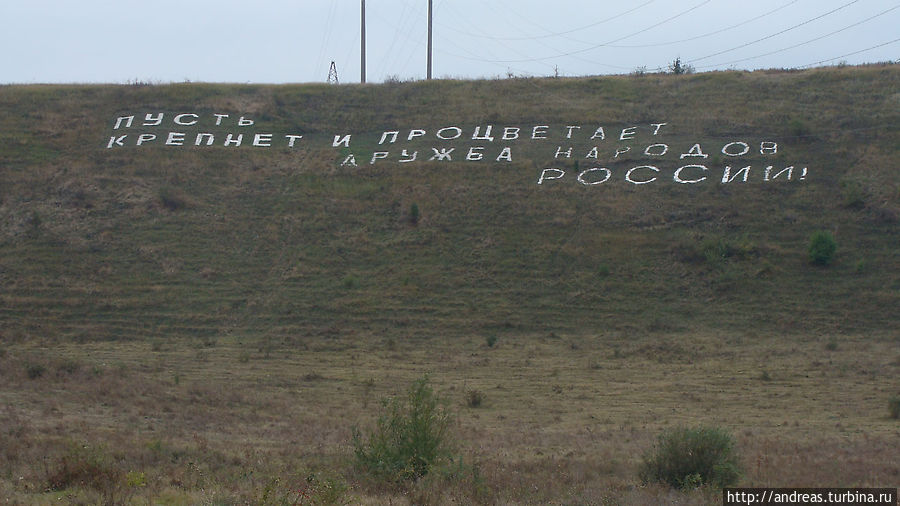 ПУСТЬ
КРЕПНЕТ И ПРОЦВЕТАЕТ
ДРУЖБА НАРОДОВ
РОССИИ!
http://andreas.turbina.ru/